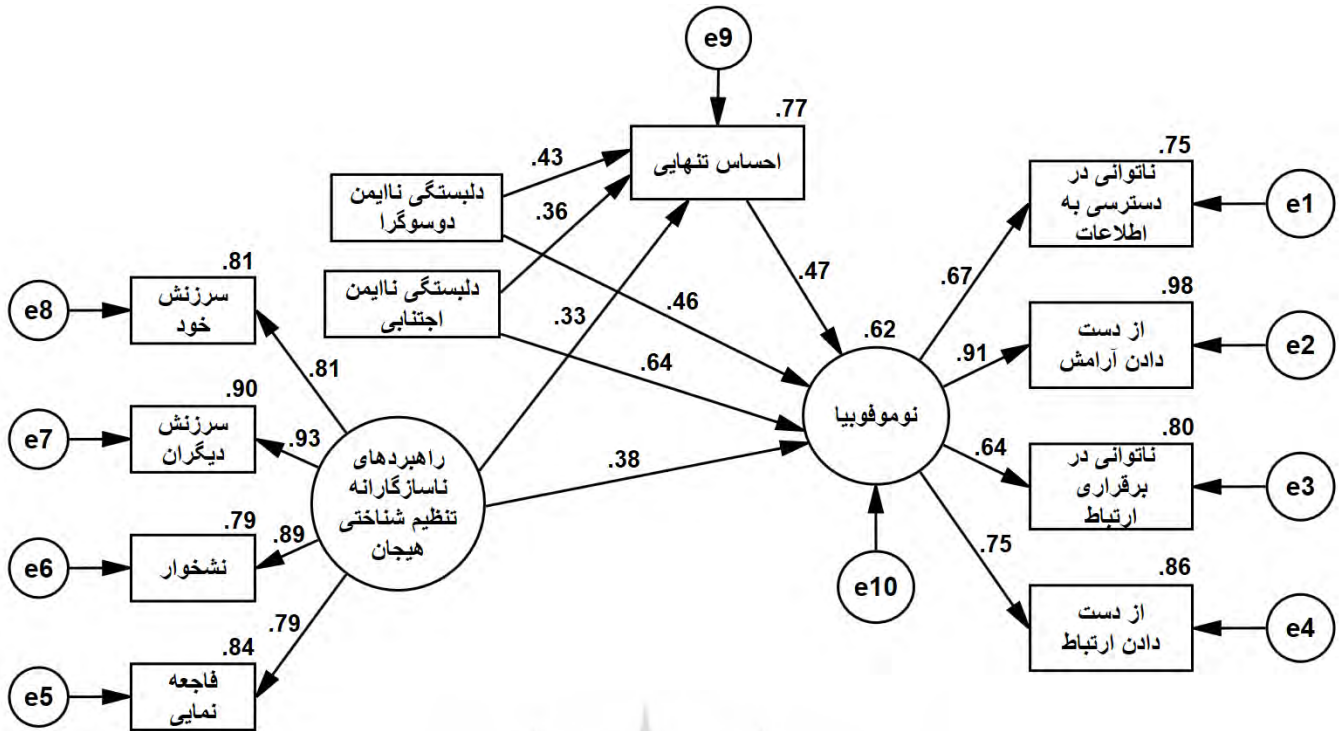 e9
.77
احساس تنهایی
.43
.36
.33
.47
دلبستگی ناایمن
دوسوگرا
دلبستگی ناایمن
اجتنابی
.46
.64
.38
.62
نوموفوبیا
e10
.75
ناتوانی در
دسترسی به
اطلاعات
e1
.67
.98
از دست
دادن آرامش
e2
.91
.80
ناتوانی در
برقراری
ارتباط
e3
.64
.86
از دست
دادن ارتباط
e4
.75
e8
.81
سرزنش
خود
.81
e7
.90
سرزنش
دیگران
.93
e6
.79
نشخوار
.89
e5
.84
فاجعه
نمایی
.79
راهبردهای
ناسازگارانه
تنظیم شناختی
هیجان